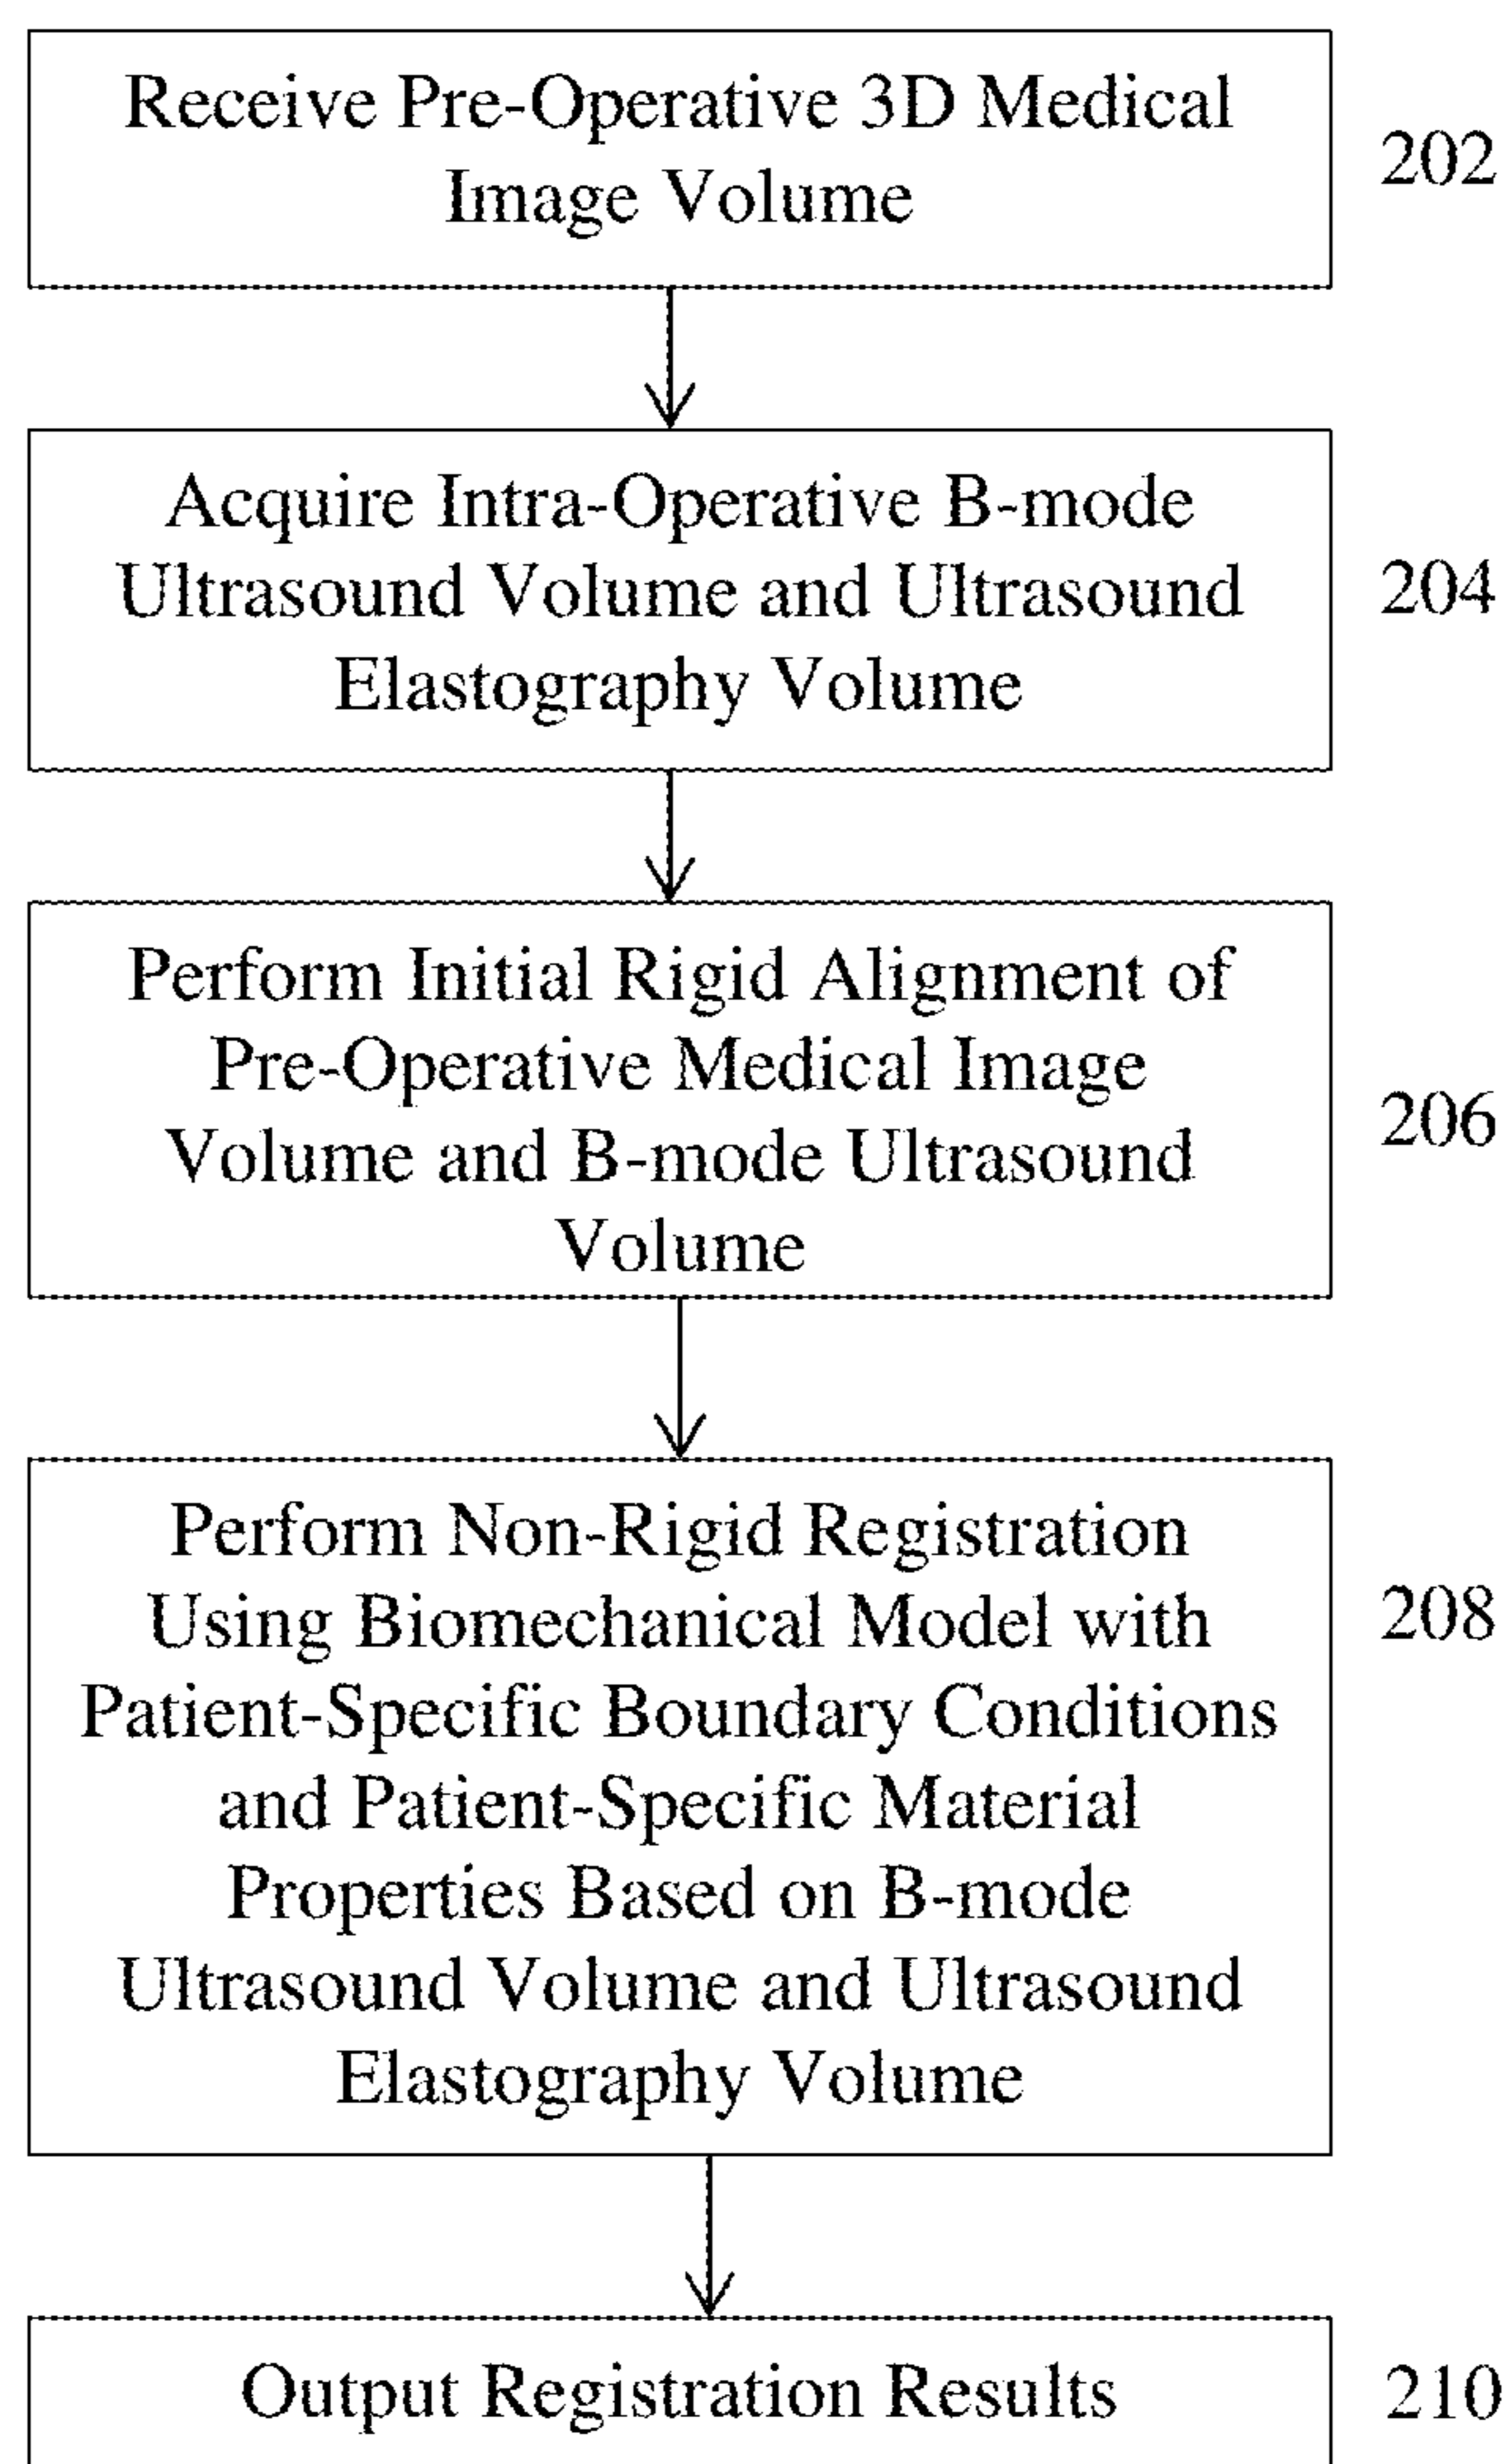 Receive Pre-Operative 3D Medical
Image Volume
202
Acquire Intra-Operative B-mode
Ultrasound Volume and Ultrasound
Elastography Volume
204
Perform Initial Rigid Alignment of
Pre-Operative Medical Image
Volume and B-mode Ultrasound
Volume
206
Perform Non-Rigid Registration
Using Biomechanical Model with
Patient-Specific Boundary Conditions
and Patient-Specific Material
Properties Based on B-mode
Ultrasound Volume and Ultrasound
Elastography Volume
208
Output Registration Results
210